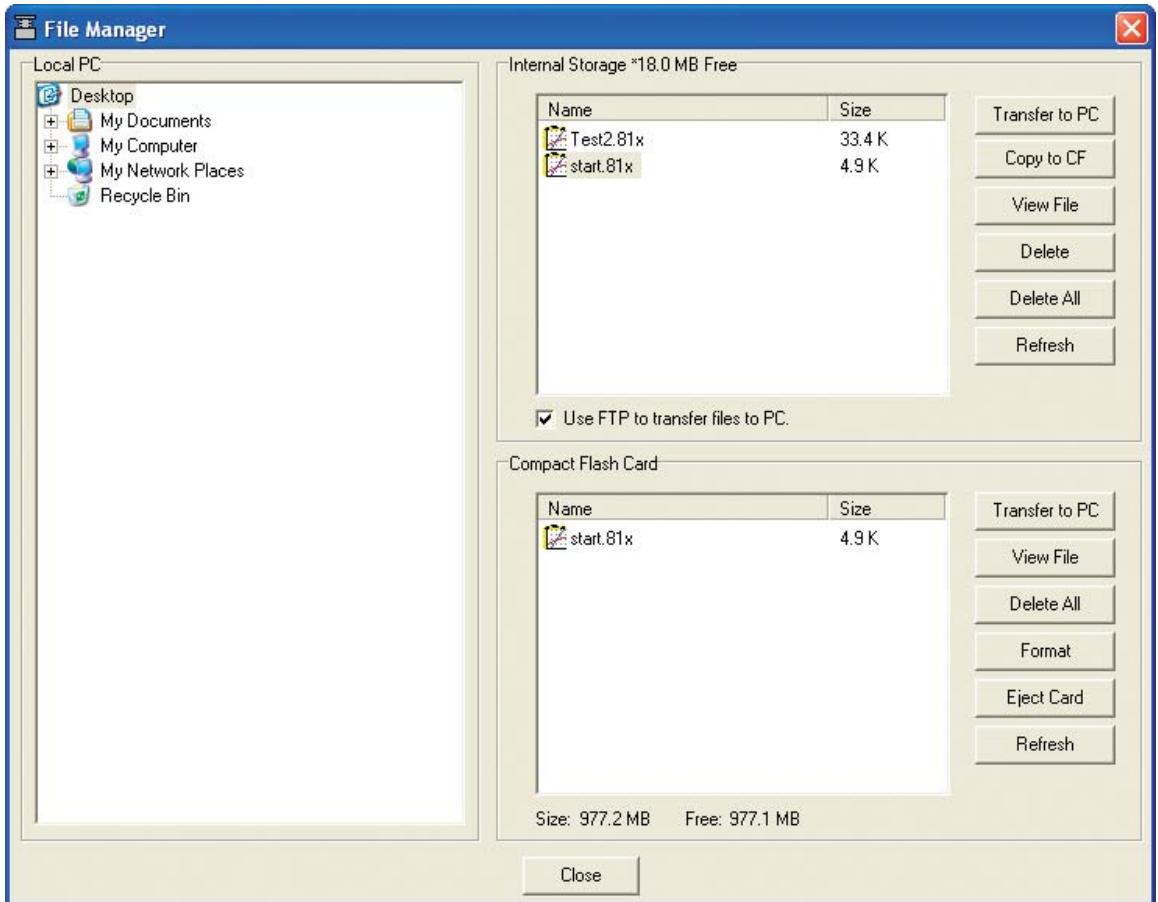 File Manager
Local PC
Desktop
My Documents
My Computer
My Network Places
Recycle Bin
Internal Storage *18.0 MB Free
Name Size
Test2.81x 33.4 K
start.81x 4.9 K
Transfer to PC
Copy to CF
View File
Delete
Delete All
Refresh
Use FTP to transfer files to PC.
Compact Flash Card
Name Size
start.81x 4.9 K
Transfer to PC
View File
Delete All
Format
Eject Card
Refresh
Size: 977.2 MB Free: 977.1 MB
Close